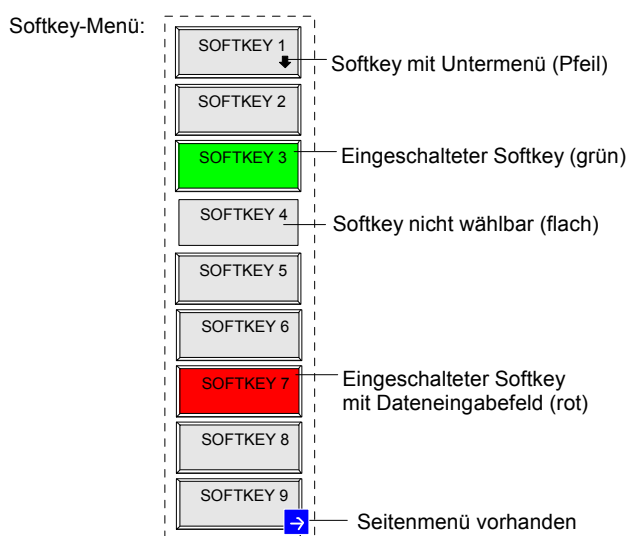 Softkey-Menü:
SOFTKEY 1
Softkey mit Untermenü (Pfeil)
SOFTKEY 2
SOFTKEY 3
Eingeschalteter Softkey (grün)
SOFTKEY 4
Softkey nicht wählbar (flach)
SOFTKEY 5
SOFTKEY 6
SOFTKEY 7
Eingeschalteter Softkey
mit Dateneingabefeld (rot)
SOFTKEY 8
SOFTKEY 9
Seitenmenü vorhanden